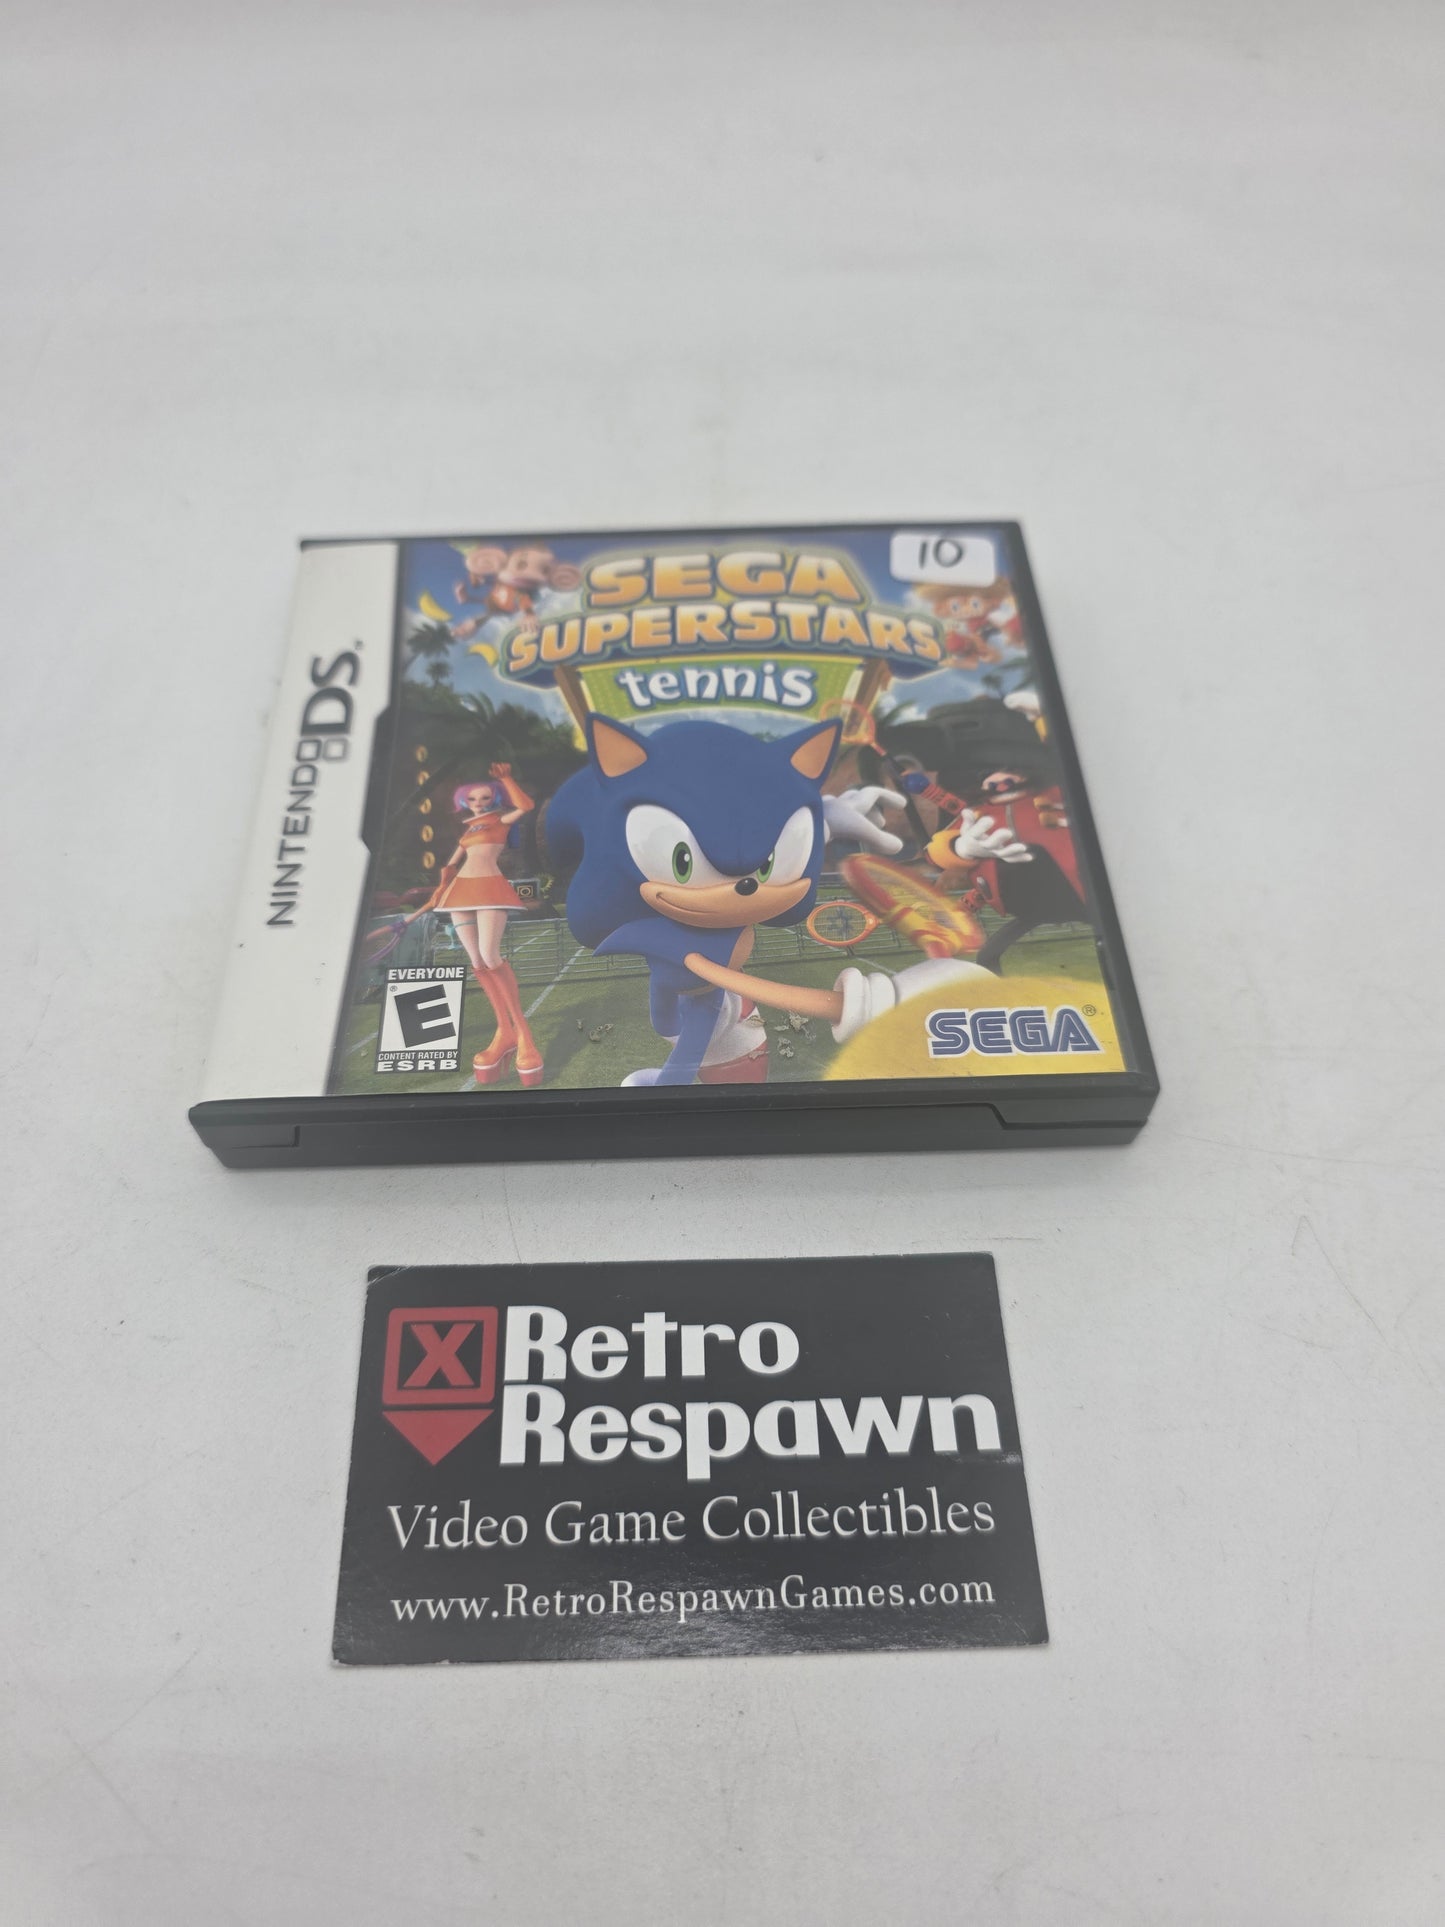 10
SEGA
SUPERSTARS
tennis
NINTENDO DS™
EVERYONE
E
®
CONTENT RATED BY
ESRB
SEGA®
X Retro
Respawn
Video Game Collectibles
www.RetroRespawnGames.com